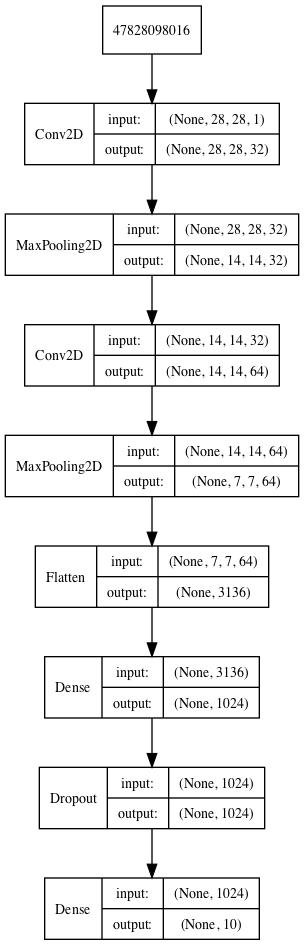 47828098016
Conv2D
input: (None, 28, 28, 1)
output: (None, 28, 28, 32)
MaxPooling2D
input: (None, 28, 28, 32)
output: (None, 14, 14, 32)
Conv2D
input: (None, 14, 14, 32)
output: (None, 14, 14, 64)
MaxPooling2D
input: (None, 14, 14, 64)
output: (None, 7, 7, 64)
Flatten
input: (None, 7, 7, 64)
output: (None, 3136)
Dense
input: (None, 3136)
output: (None, 1024)
Dropout
input: (None, 1024)
output: (None, 1024)
Dense
input: (None, 1024)
output: (None, 10)